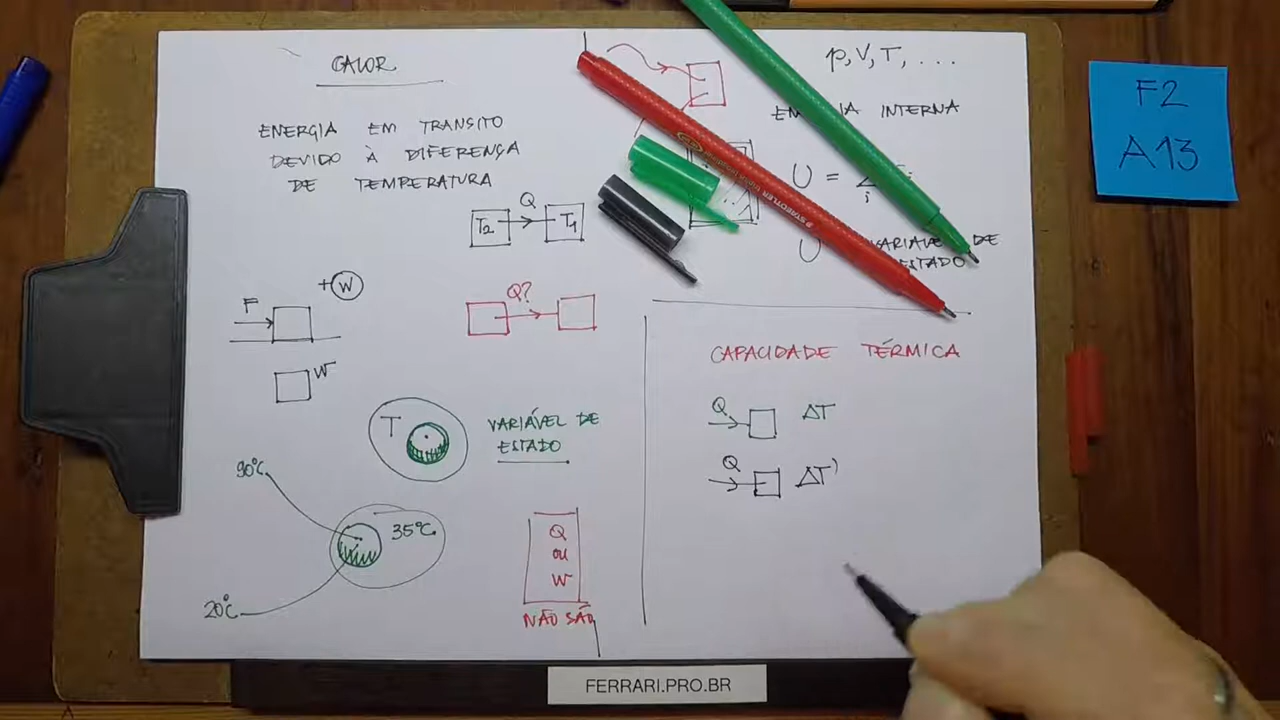 CALOR
ENERGIA EM TRANSITO
DEVIDO À DIFERENÇA
DE TEMPERATURA
T2 Q T1
+W
F
W
Q?
T
VARIÁVEL DE
ESTADO
90°C
35°C
20°C
Q
ou
W
NÃO SÃO
p, V, T, ...
INTERNA
U = Σ
i
U VARIÁVEL DE
ESTADO
CAPACIDADE TÉRMICA
Q ΔT
Q ΔT'
F2
A13
STAEDTLER
FERRARI.PRO.BR